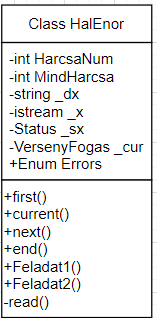 Class HalEnor
-int HarcsaNum
-int MindHarcsa
-string _dx
-istream _x
-Status _sx
-VersenyFogas _cur
+Enum Errors
+first()
+current()
+next()
+end()
+Feladat1()
+Feladat2()
-read()